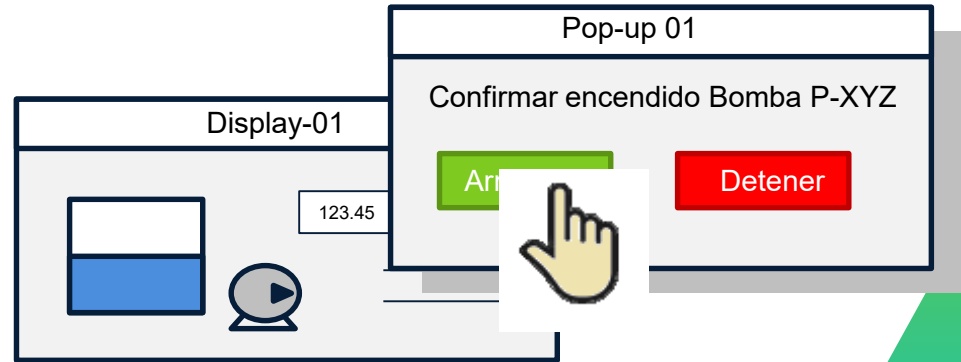 Pop-up 01
Confirmar encendido Bomba P-XYZ
Detener
Display-01
123.45